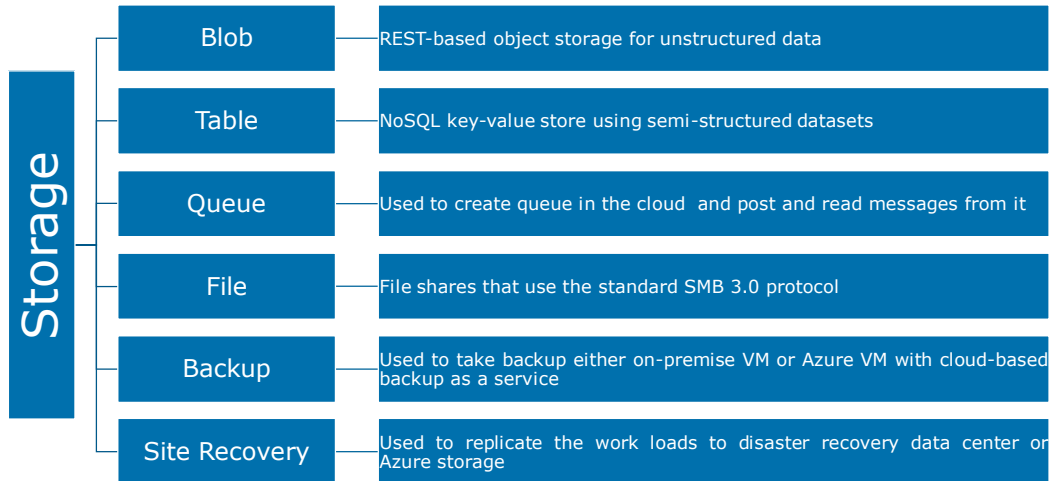 Storage
Blob
REST-based object storage for unstructured data
Table
NoSQL key-value store using semi-structured datasets
Queue
Used to create queue in the cloud and post and read messages from it
File
File shares that use the standard SMB 3.0 protocol
Backup
Used to take backup either on-premise VM or Azure VM with cloud-based
backup as a service
Site Recovery
Used to replicate the work loads to disaster recovery data center or
Azure storage